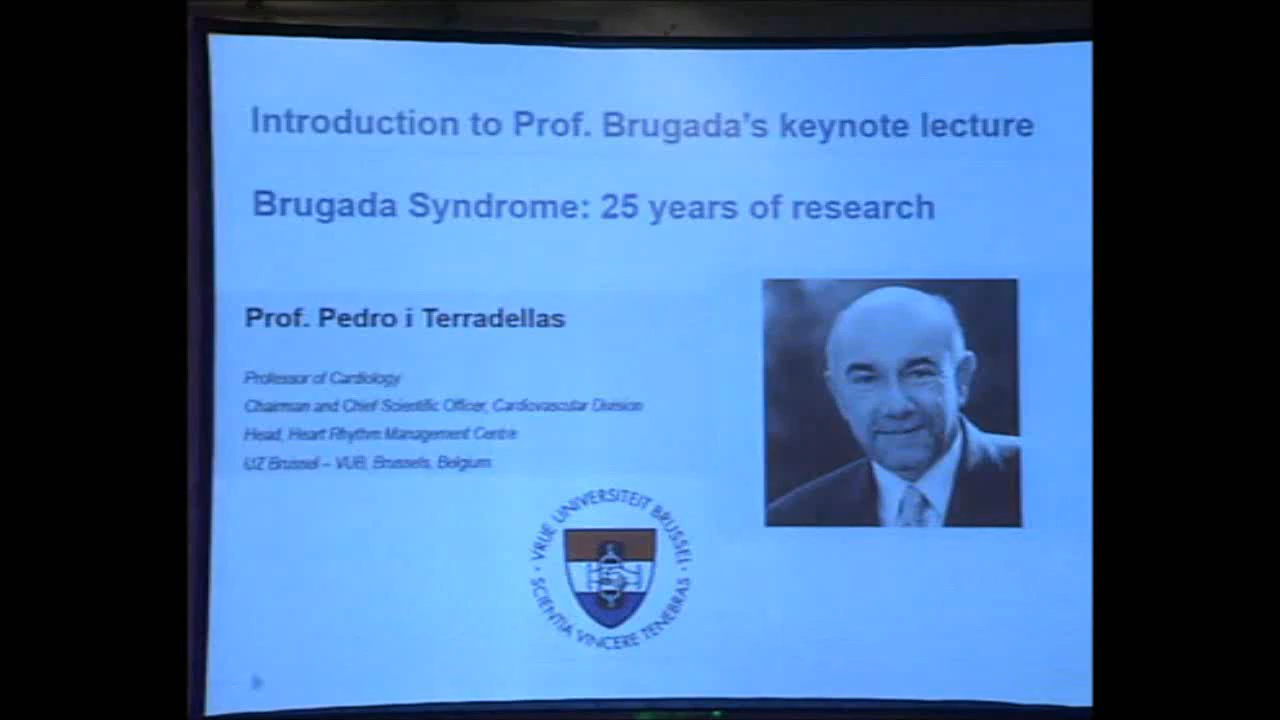 Introduction to Prof. Brugada's keynote lecture
Brugada Syndrome: 25 years of research
Prof. Pedro i Terradellas
Professor of Cardiology
Chairman and Chief Scientific Officer, Cardiovascular Division
Head, Heart Rhythm Management Centre
UZ Brussel – VUB, Brussels, Belgium
VRIJE UNIVERSITEIT BRUSSEL
SCIENTIA VINCERE TENEBRAS